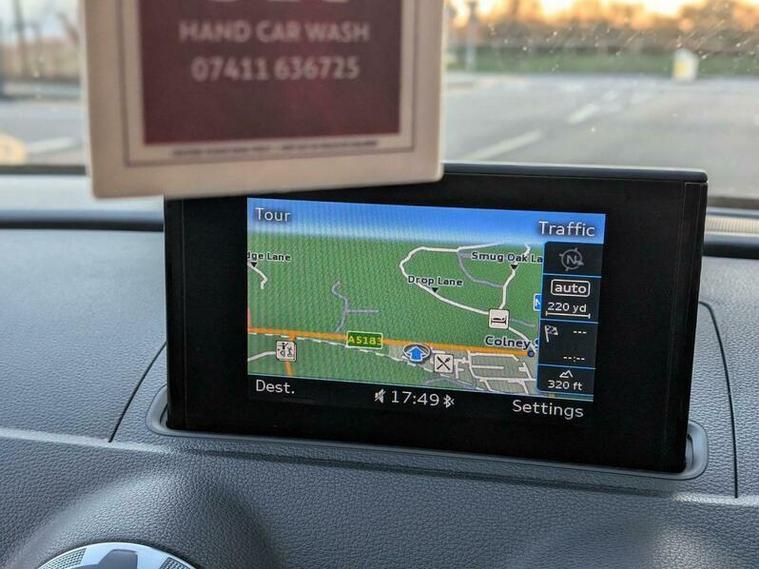 HAND CAR WASH
07411 636725
Tour
Traffic
dge Lane
Smug Oak La
Drop Lane
N
auto
220 yd
A5183
Colney S
--:--
320 ft
Dest.
17:49
Settings